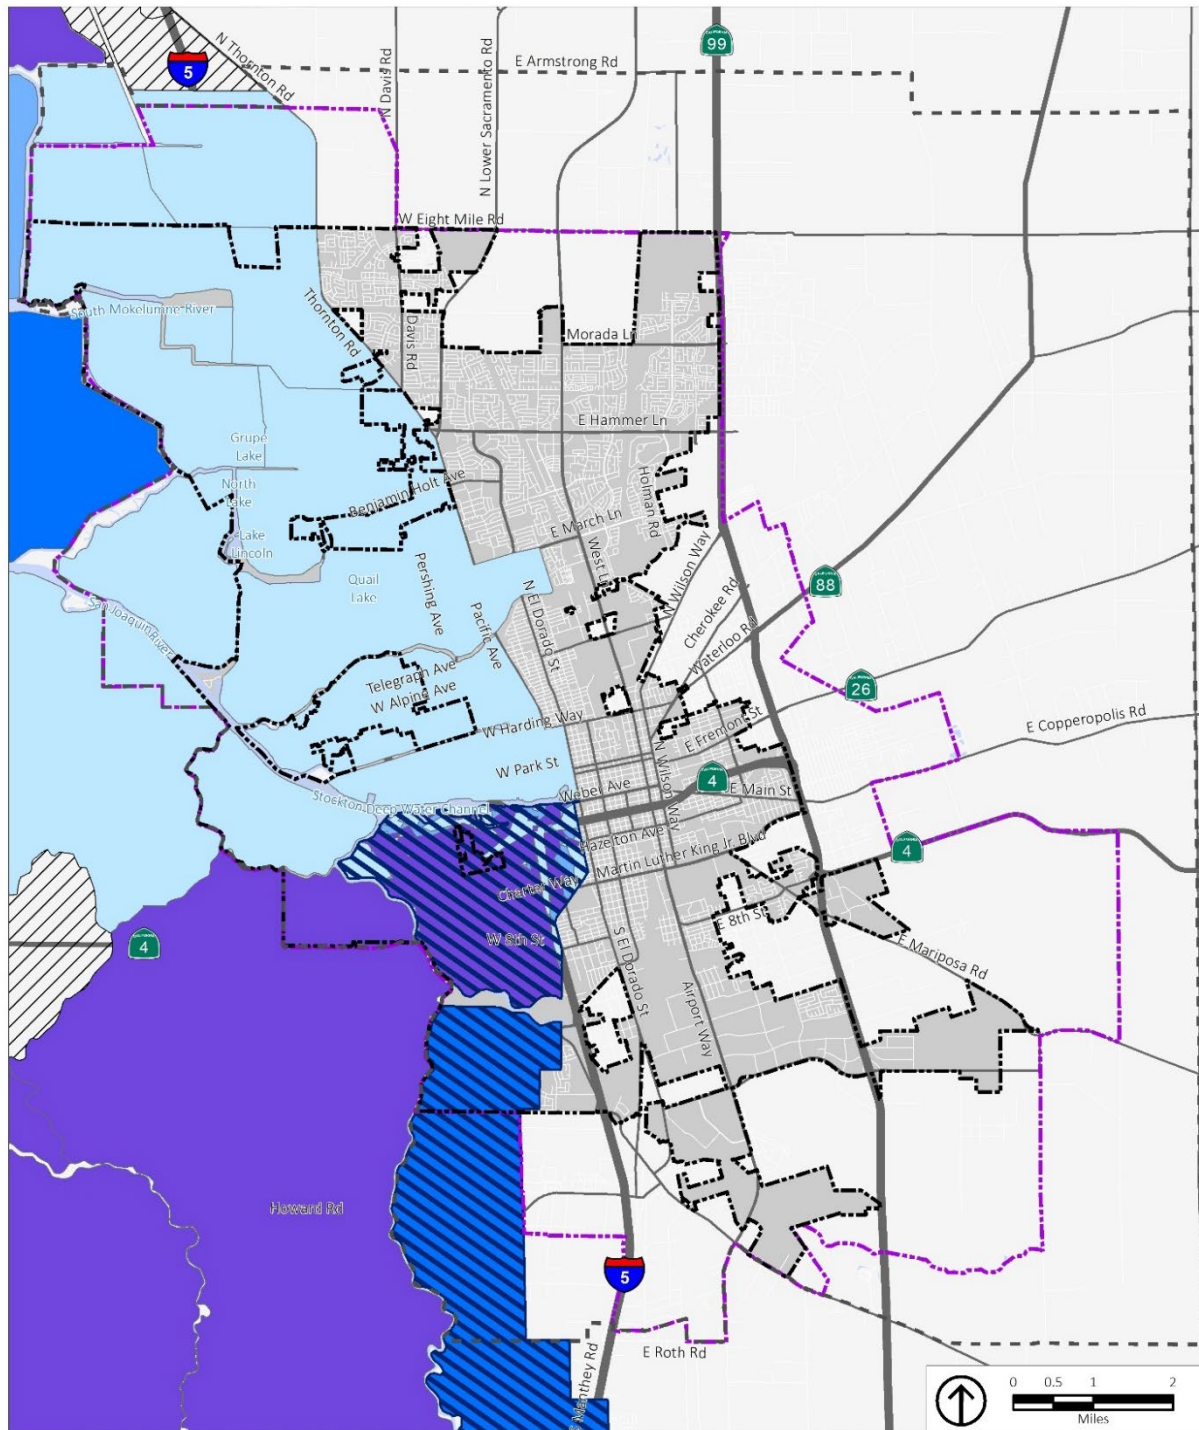 CALIFORNIA
99
5
N Thornton Rd
N Davis Rd
N Lower Sacramento Rd
E Armstrong Rd
W Eight Mile Rd
South Mokelumne River
Thornton Rd
Davis Rd
Morada Ln
E Hammer Ln
Grupe
Lake
North
Lake
Lake
Lincoln
Benjamin Holt Ave
Holman Rd
E March Ln
West Ln
N Wilson Way
Cherokee Rd
88
Quail
Lake
Pershing Ave
Pacific Ave
N El Dorado St
Waterloo Rd
San Joaquin River
Telegraph Ave
W Alping Ave
26
W Harding Way
E Fremont St
E Copperopolis Rd
W Park St
N Wilson Way
4
Weber Ave
E Main St
Stockton Deep Water Channel
Hazelton Ave
Martin Luther King Jr. Blvd
4
Charter Way
4
W 8th St
E 8th St
S El Dorado St
E Mariposa Rd
Airport Way
Howard Rd
5
E Roth Rd
S Manthey Rd
0 0.5 1 2
Miles